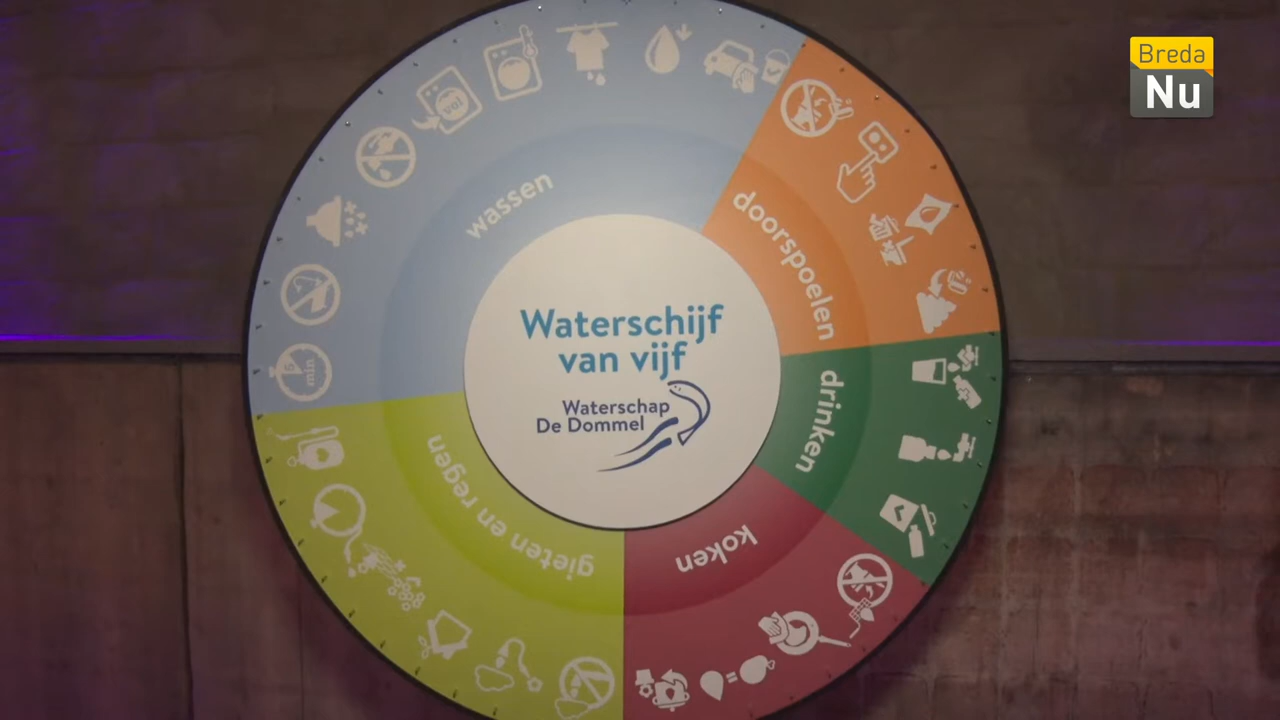 Breda
Nu
wassen
doorspoelen
drinken
koken
gieten en regen
Waterschijf
van vijf
Waterschap
De Dommel
vol
5
min